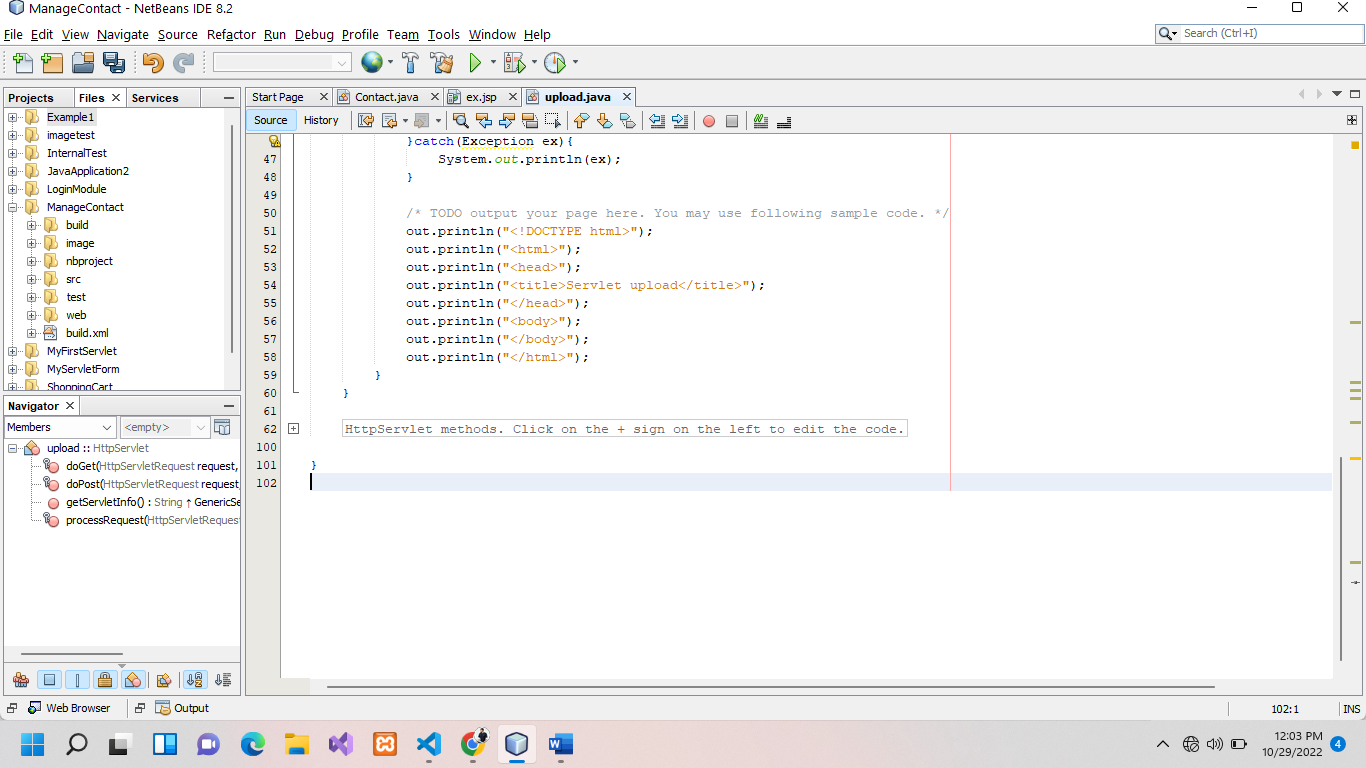 ManageContact - NetBeans IDE 8.2
File Edit View Navigate Source Refactor Run Debug Profile Team Tools Window Help
Search (Ctrl+I)
Projects Files Services
Example1
imagetest
InternalTest
JavaApplication2
LoginModule
ManageContact
build
image
nbproject
src
test
web
build.xml
MyFirstServlet
MyServletForm
ShoppingCart
Navigator
Members <empty>
upload :: HttpServlet
doGet(HttpServletRequest request,
doPost(HttpServletRequest request,
getServletInfo() : String ↑ GenericSe
processRequest(HttpServletRequest
Start Page Contact.java ex.jsp upload.java
Source History
}catch(Exception ex){
47 System.out.println(ex);
48 }
49
50 /* TODO output your page here. You may use following sample code. */
51 out.println("<!DOCTYPE html>");
52 out.println("<html>");
53 out.println("<head>");
54 out.println("<title>Servlet upload</title>");
55 out.println("</head>");
56 out.println("<body>");
57 out.println("</body>");
58 out.println("</html>");
59 }
60 }
61
62 HttpServlet methods. Click on the + sign on the left to edit the code.
100
101 }
102
Web Browser Output
102:1 INS
12:03 PM
10/29/2022 4